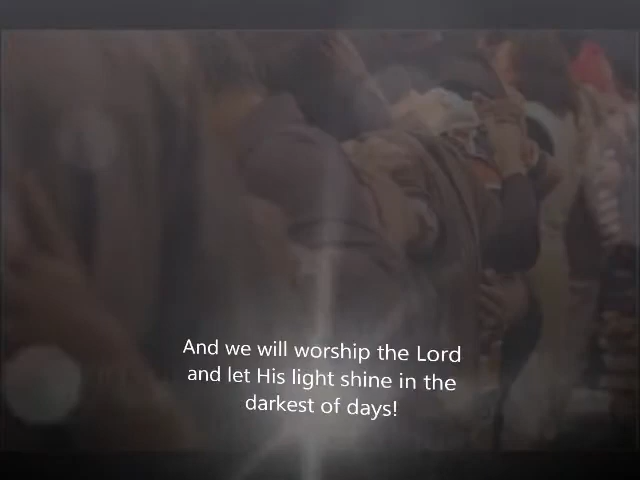 And we will worship the Lord
and let His light shine in the
darkest of days!